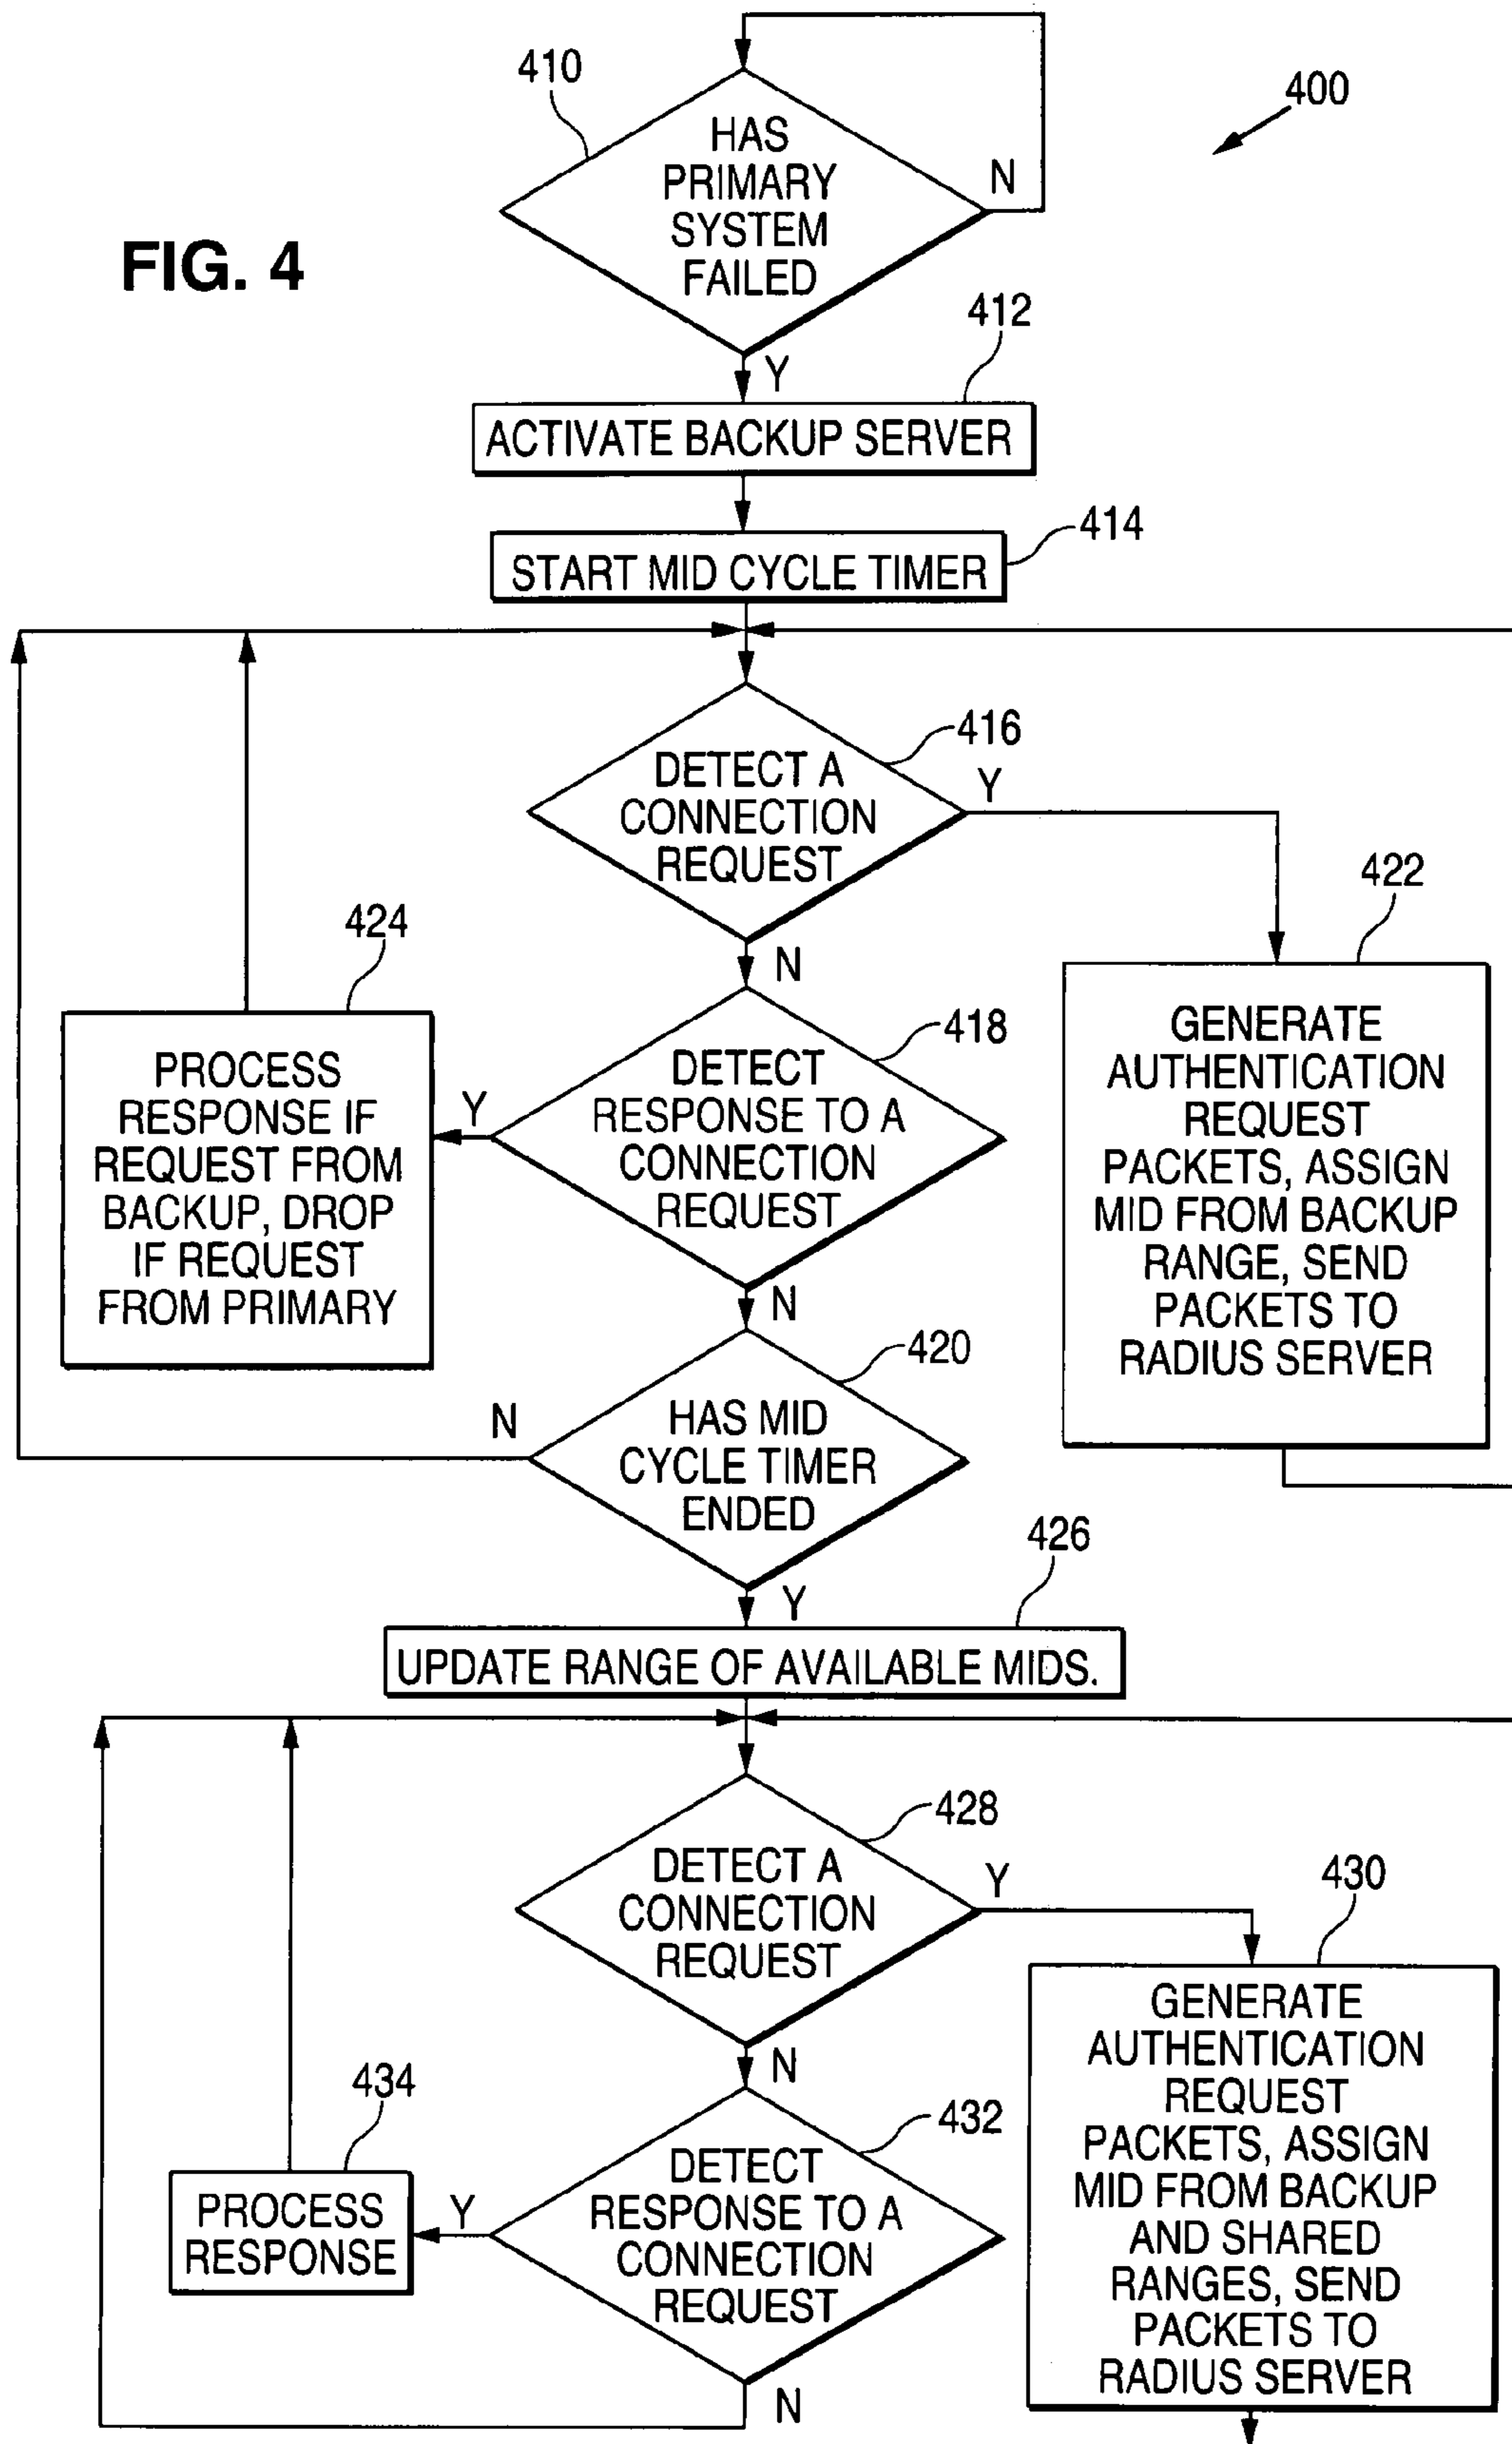 410
400
HAS
PRIMARY
SYSTEM
FAILED
N
FIG. 4
412
Y
ACTIVATE BACKUP SERVER
414
START MID CYCLE TIMER
416
DETECT A
CONNECTION
REQUEST
Y
422
424
N
GENERATE
AUTHENTICATION
REQUEST
PACKETS, ASSIGN
MID FROM BACKUP
RANGE, SEND
PACKETS TO
RADIUS SERVER
418
PROCESS
RESPONSE IF
REQUEST FROM
BACKUP, DROP
IF REQUEST
FROM PRIMARY
Y
DETECT
RESPONSE TO A
CONNECTION
REQUEST
N
420
N
HAS MID
CYCLE TIMER
ENDED
426
Y
UPDATE RANGE OF AVAILABLE MIDS.
428
DETECT A
CONNECTION
REQUEST
Y
430
GENERATE
AUTHENTICATION
REQUEST
PACKETS, ASSIGN
MID FROM BACKUP
AND SHARED
RANGES, SEND
PACKETS TO
RADIUS SERVER
N
434
432
PROCESS
RESPONSE
Y
DETECT
RESPONSE TO A
CONNECTION
REQUEST
N